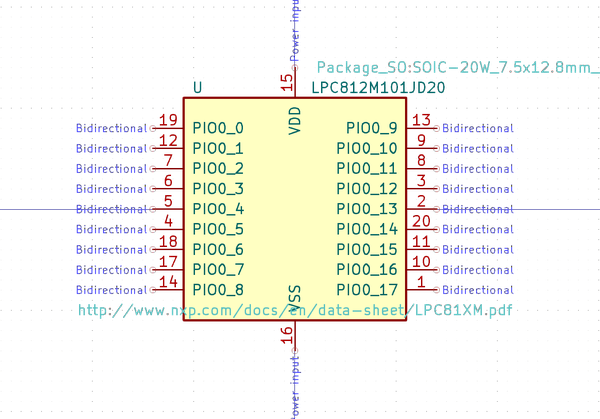 Power input
Package_SO:SOIC-20W_7.5x12.8mm_
U LPC812M101JD20
15
VDD
Bidirectional 19 PIO0_0 PIO0_9 13 Bidirectional
Bidirectional 12 PIO0_1 PIO0_10 9 Bidirectional
Bidirectional 7 PIO0_2 PIO0_11 8 Bidirectional
Bidirectional 6 PIO0_3 PIO0_12 3 Bidirectional
Bidirectional 5 PIO0_4 PIO0_13 2 Bidirectional
Bidirectional 4 PIO0_5 PIO0_14 20 Bidirectional
Bidirectional 18 PIO0_6 PIO0_15 11 Bidirectional
Bidirectional 17 PIO0_7 PIO0_16 10 Bidirectional
Bidirectional 14 PIO0_8 PIO0_17 1 Bidirectional
VSS
http://www.nxp.com/docs/en/data-sheet/LPC81XM.pdf
16
Power input